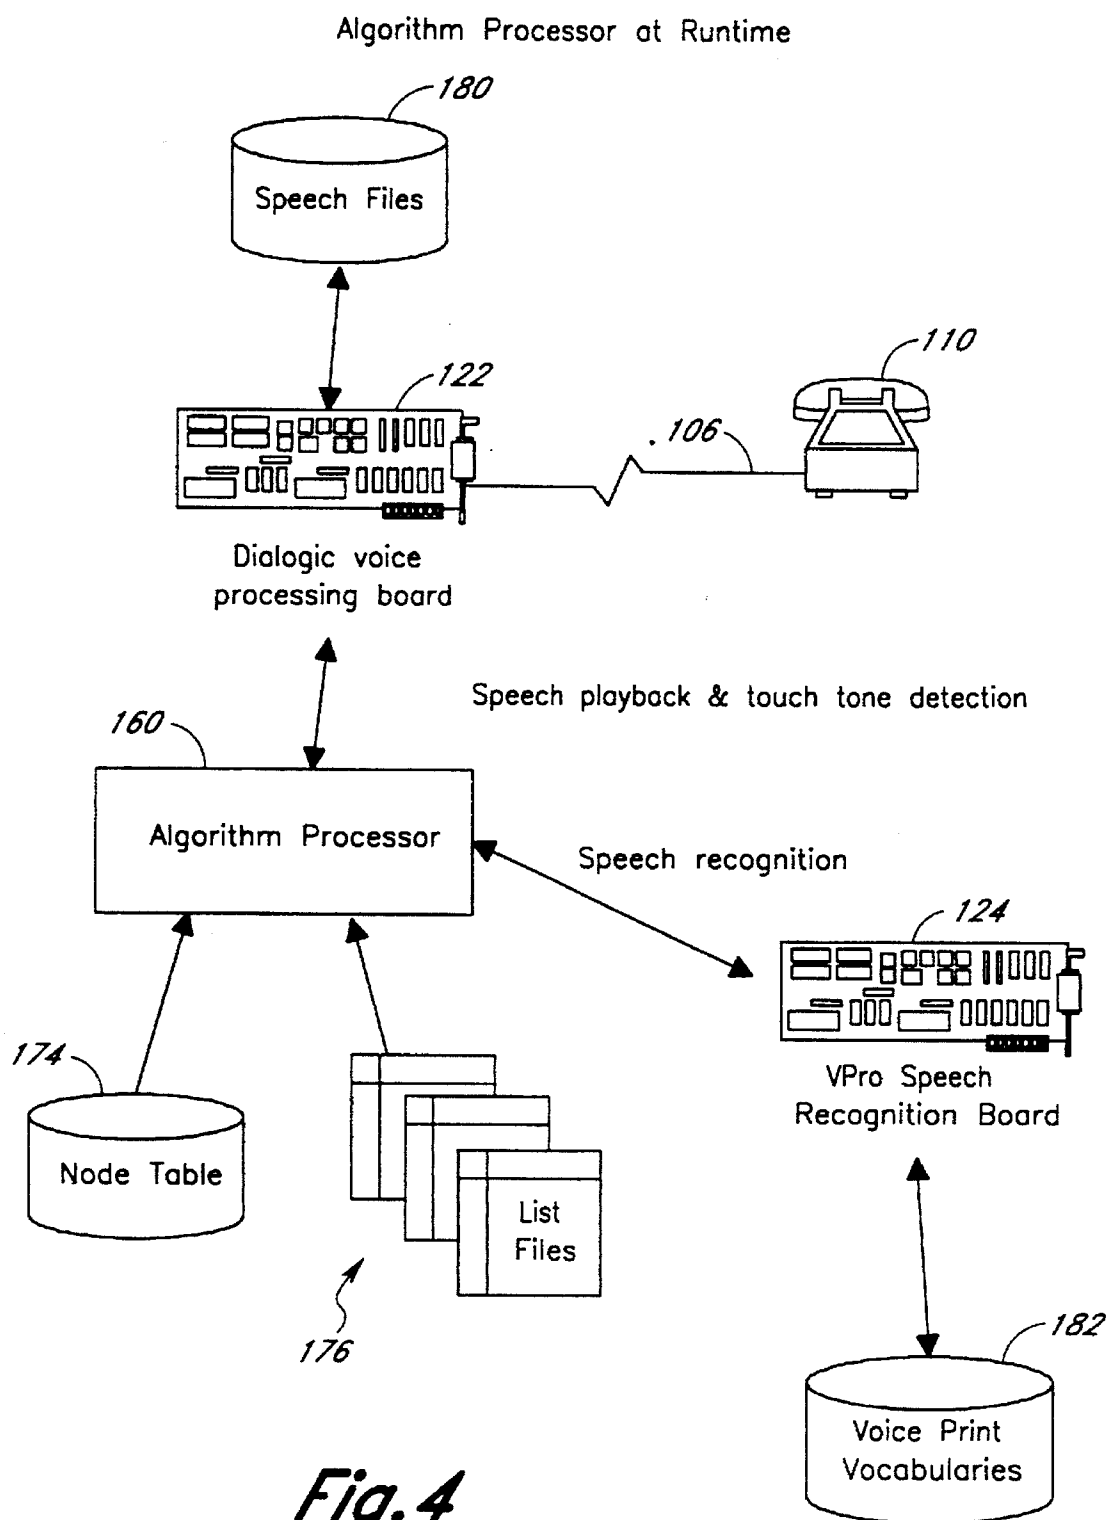 Algorithm Processor at Runtime
180
Speech Files
110
122
106
Dialogic voice
processing board
Speech playback & touch tone detection
160
Algorithm Processor
Speech recognition
124
VPro Speech
Recognition Board
174
Node Table
List
Files
176
182
Voice Print
Vocabularies
Fig.4